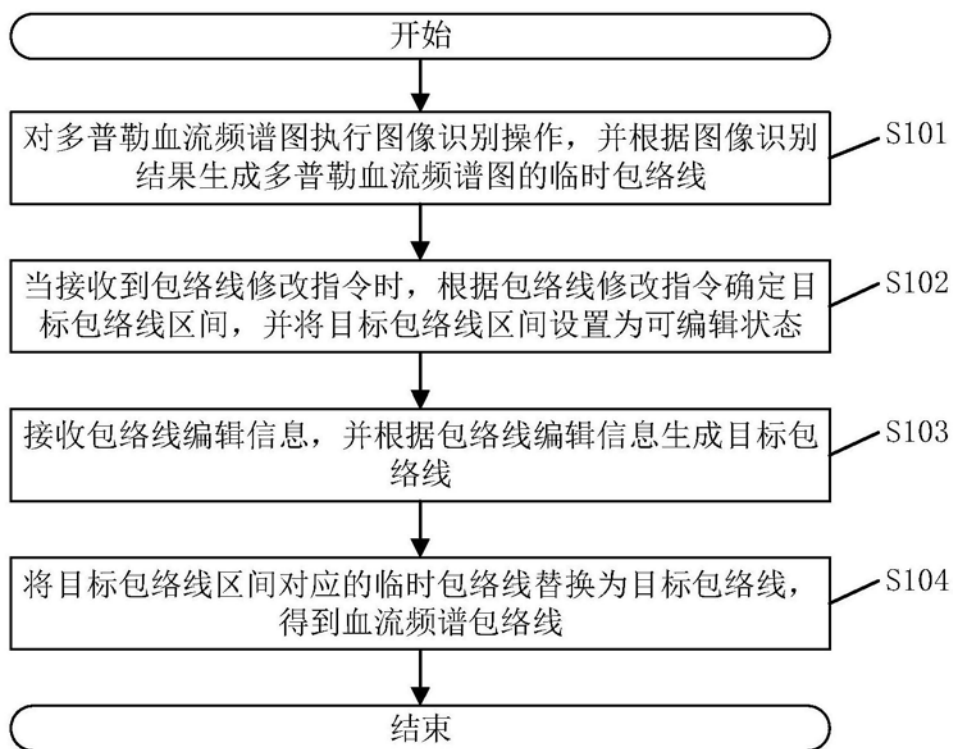 开始
对多普勒血流频谱图执行图像识别操作，并根据图像识别
结果生成多普勒血流频谱图的临时包络线
S101
当接收到包络线修改指令时，根据包络线修改指令确定目
标包络线区间，并将目标包络线区间设置为可编辑状态
S102
接收包络线编辑信息，并根据包络线编辑信息生成目标包
络线
S103
将目标包络线区间对应的临时包络线替换为目标包络线，
得到血流频谱包络线
S104
结束